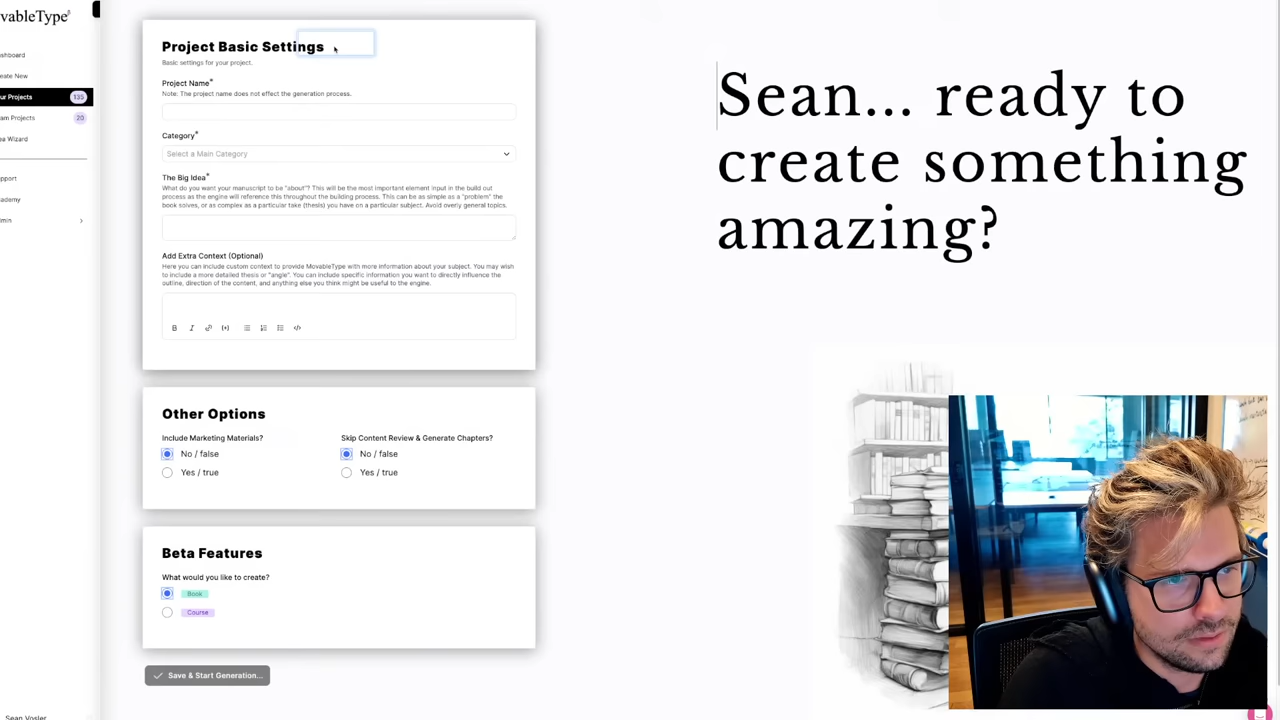 vableType®
shboard
eate New
ur Projects 135
am Projects 20
ea Wizard
pport
ademy
dmin
Sean Vosler
Project Basic Settings
Basic settings for your project.
Project Name*
Note: The project name does not effect the generation process.
Category*
Select a Main Category
The Big Idea*
What do you want your manuscript to be "about"? This will be the most important element input in the build out
process as the engine will reference this throughout the building process. This can be as simple as a "problem" the
book solves, or as complex as a particular take (thesis) you have on a particular subject. Avoid overly general topics.
Add Extra Context (Optional)
Here you can include custom context to provide MovableType with more information about your subject. You may wish
to include a more detailed thesis or "angle". You can include specific information you want to directly influence the
outline, direction of the content, and anything else you think might be useful to the engine.
B I
Other Options
Include Marketing Materials?
No / false
Yes / true
Skip Content Review & Generate Chapters?
No / false
Yes / true
Beta Features
What would you like to create?
Book
Course
Save & Start Generation...
Sean... ready to
create something
amazing?